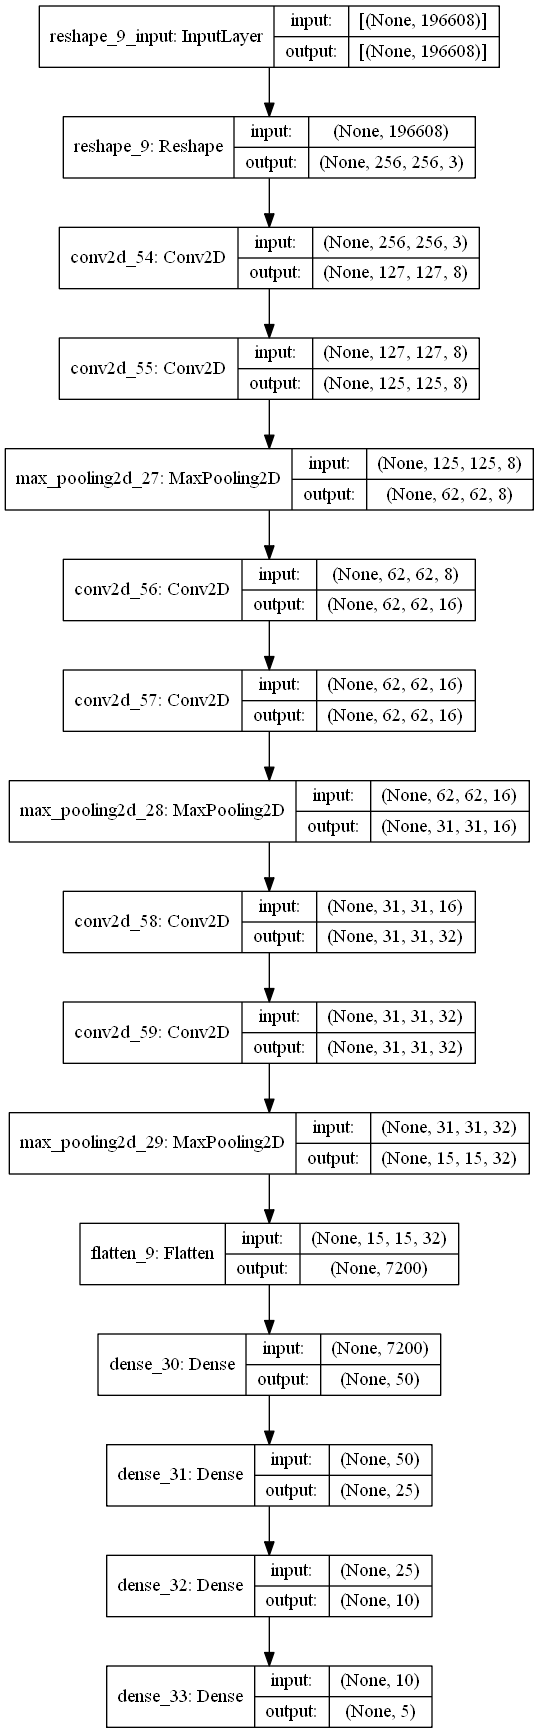 reshape_9_input: InputLayer input: [(None, 196608)]
output: [(None, 196608)]
reshape_9: Reshape input: (None, 196608)
output: (None, 256, 256, 3)
conv2d_54: Conv2D input: (None, 256, 256, 3)
output: (None, 127, 127, 8)
conv2d_55: Conv2D input: (None, 127, 127, 8)
output: (None, 125, 125, 8)
max_pooling2d_27: MaxPooling2D input: (None, 125, 125, 8)
output: (None, 62, 62, 8)
conv2d_56: Conv2D input: (None, 62, 62, 8)
output: (None, 62, 62, 16)
conv2d_57: Conv2D input: (None, 62, 62, 16)
output: (None, 62, 62, 16)
max_pooling2d_28: MaxPooling2D input: (None, 62, 62, 16)
output: (None, 31, 31, 16)
conv2d_58: Conv2D input: (None, 31, 31, 16)
output: (None, 31, 31, 32)
conv2d_59: Conv2D input: (None, 31, 31, 32)
output: (None, 31, 31, 32)
max_pooling2d_29: MaxPooling2D input: (None, 31, 31, 32)
output: (None, 15, 15, 32)
flatten_9: Flatten input: (None, 15, 15, 32)
output: (None, 7200)
dense_30: Dense input: (None, 7200)
output: (None, 50)
dense_31: Dense input: (None, 50)
output: (None, 25)
dense_32: Dense input: (None, 25)
output: (None, 10)
dense_33: Dense input: (None, 10)
output: (None, 5)